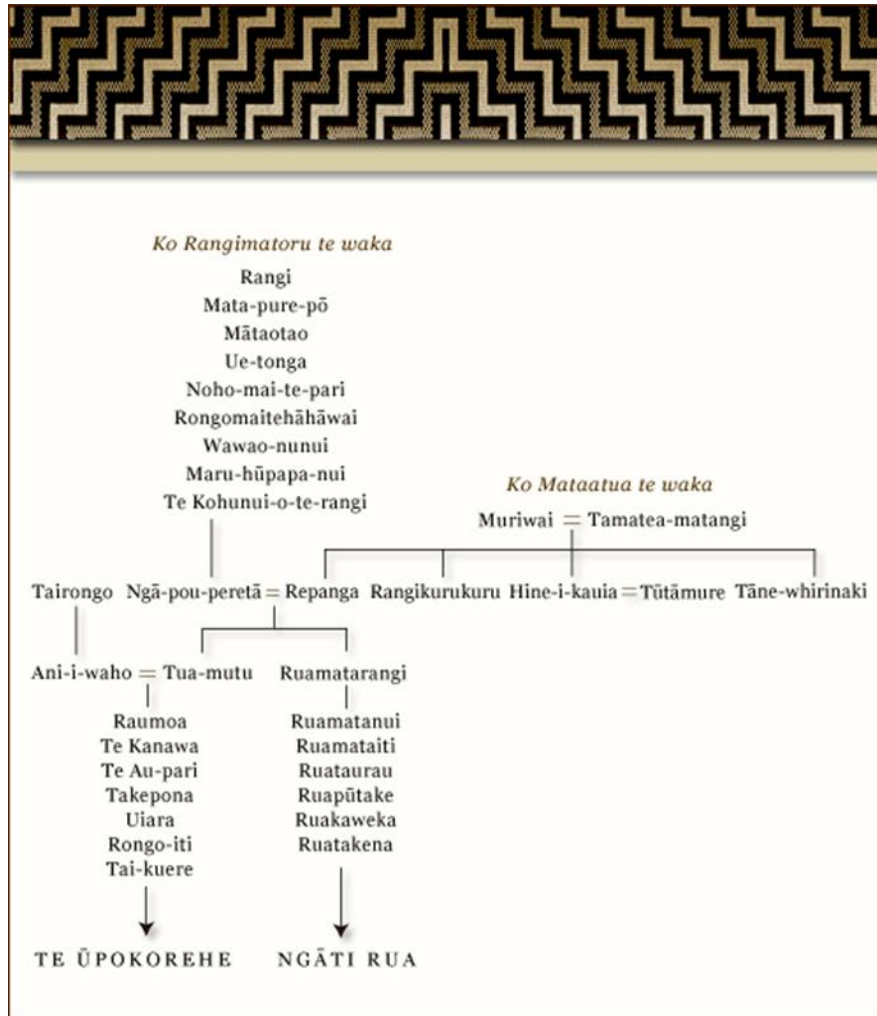 Ko Rangimatoru te waka
Rangi
Mata-pure-pō
Mātaotao
Ue-tonga
Noho-mai-te-pari
Rongomaitehāhāwai
Wawao-nunui
Maru-hūpapa-nui
Te Kohunui-o-te-rangi
Ko Mataatua te waka
Muriwai = Tamatea-matangi
Tairongo Ngā-pou-peretā = Repanga Rangikurukuru Hine-i-kauia = Tūtāmure Tāne-whirinaki
Ani-i-waho = Tua-mutu Ruamatarangi
Raumoa
Te Kanawa
Te Au-pari
Takepona
Uiara
Rongo-iti
Tai-kuere
TE ŪPOKOREHE
Ruamatanui
Ruamataiti
Ruataurau
Ruapūtake
Ruakaweka
Ruatakena
NGĀTI RUA